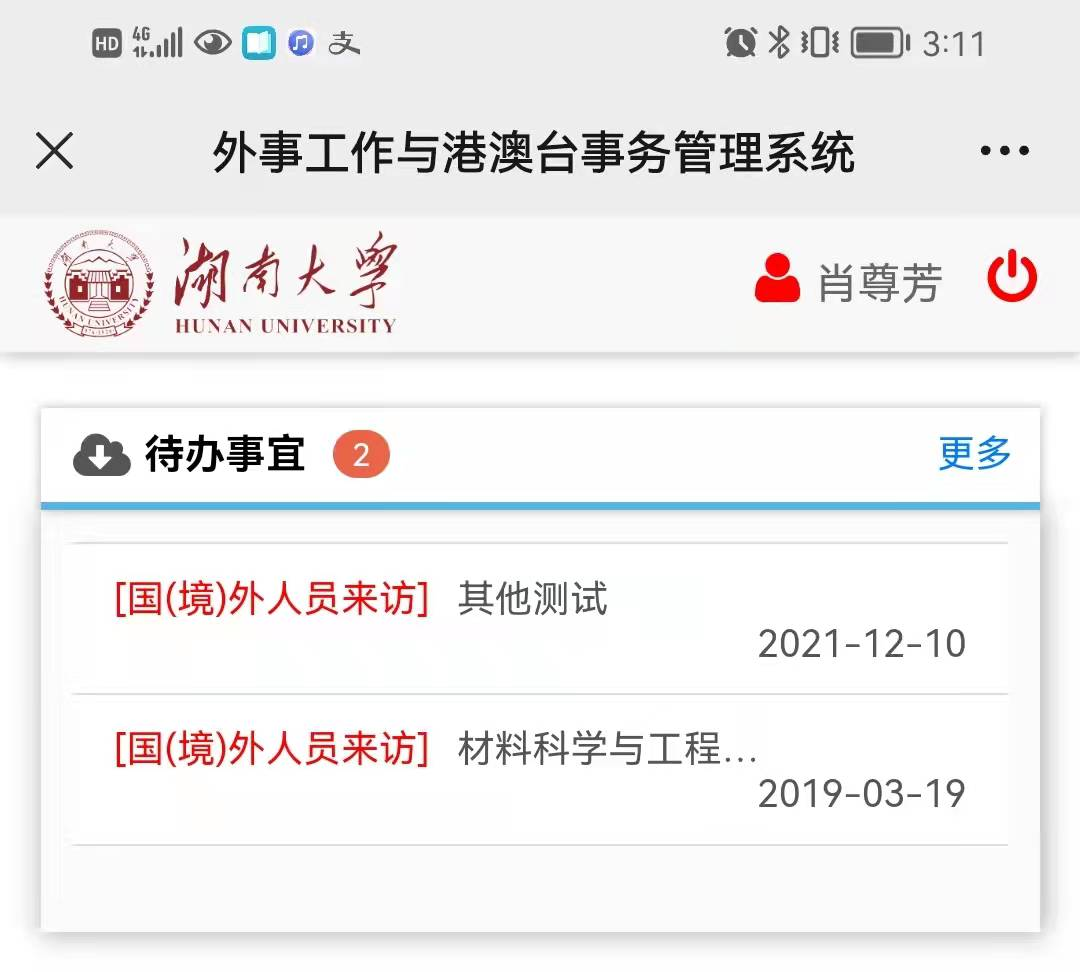 HD 4G 支 3:11
外事工作与港澳台事务管理系统
湖南大學
HUNAN UNIVERSITY
肖尊芳
待办事宜 2 更多
[国(境)外人员来访] 其他测试
2021-12-10
[国(境)外人员来访] 材料科学与工程...
2019-03-19